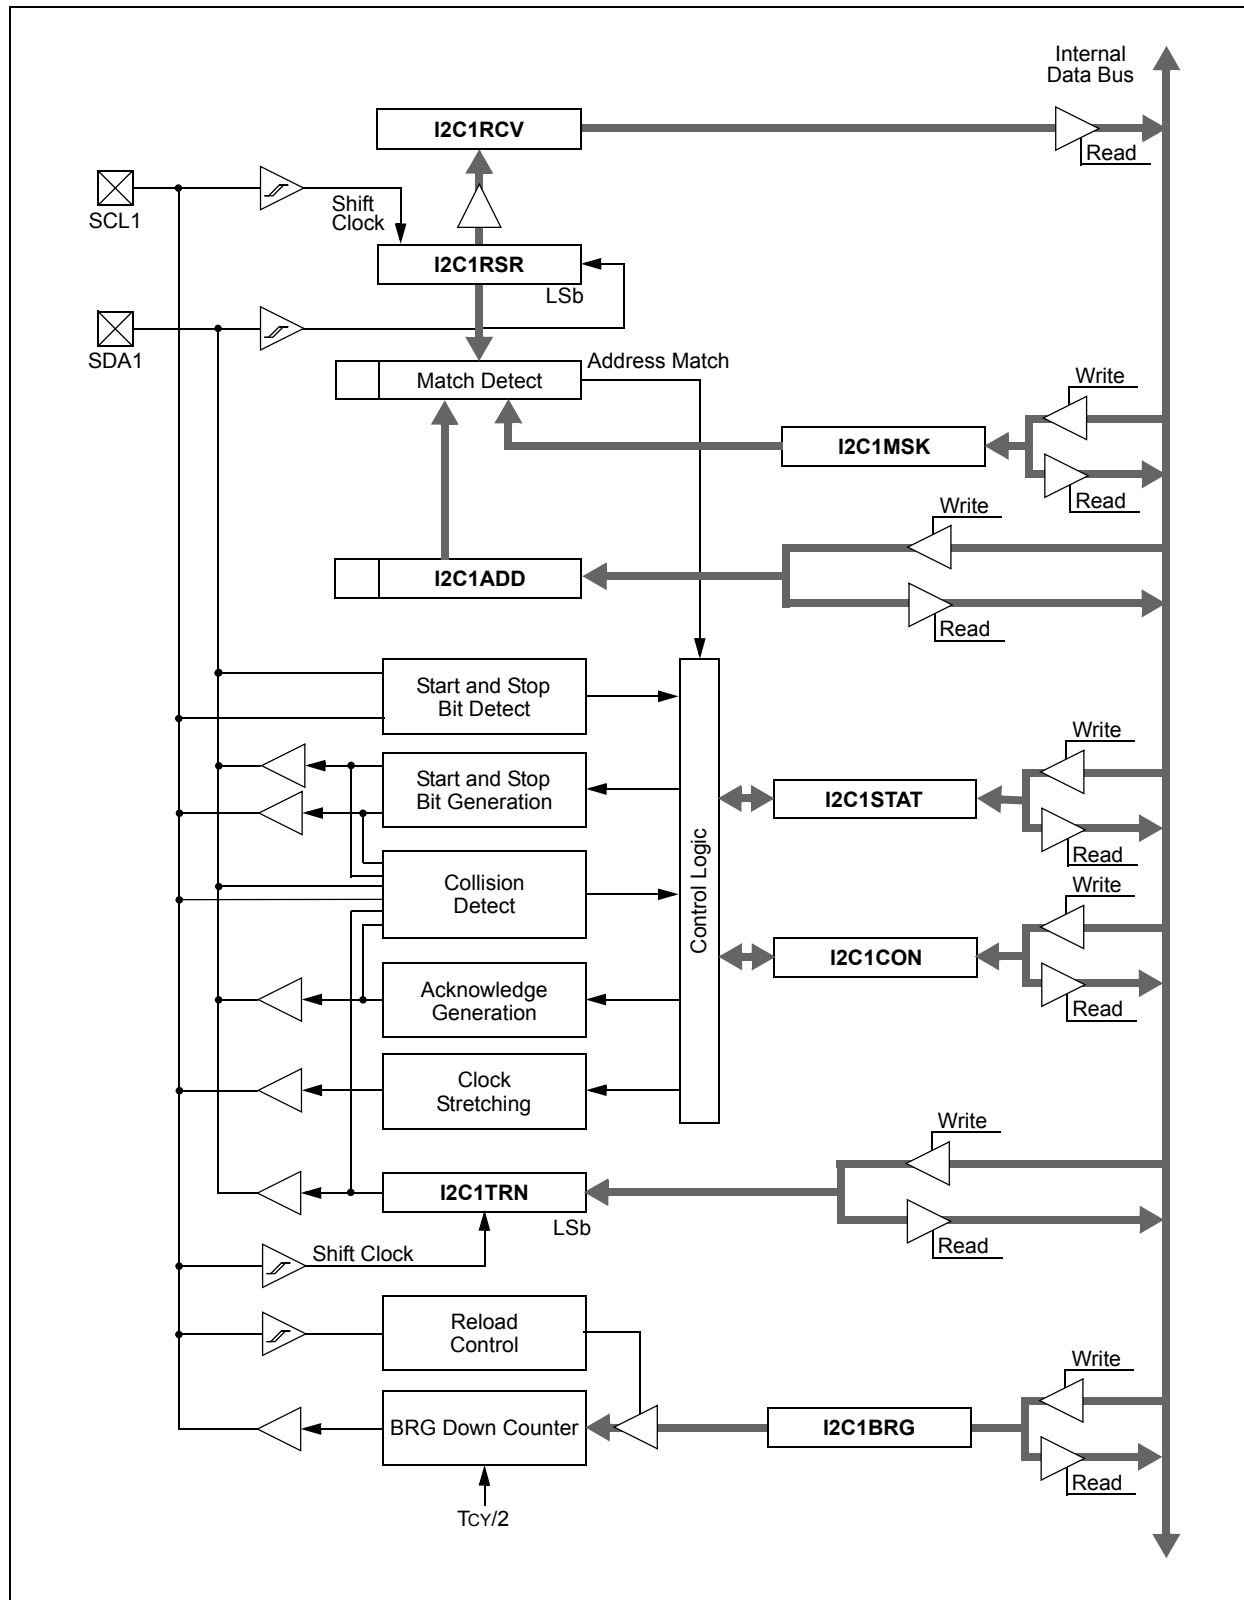 Internal
Data Bus
I2C1RCV
Read
SCL1
Shift
Clock
I2C1RSR
LSb
SDA1
Match Detect
Address Match
Write
I2C1MSK
Read
Write
I2C1ADD
Read
Start and Stop
Bit Detect
Control Logic
Write
Start and Stop
Bit Generation
I2C1STAT
Read
Collision
Detect
Write
I2C1CON
Acknowledge
Generation
Read
Clock
Stretching
Write
I2C1TRN
LSb
Read
Shift Clock
Reload
Control
Write
BRG Down Counter
I2C1BRG
Read
TCY/2